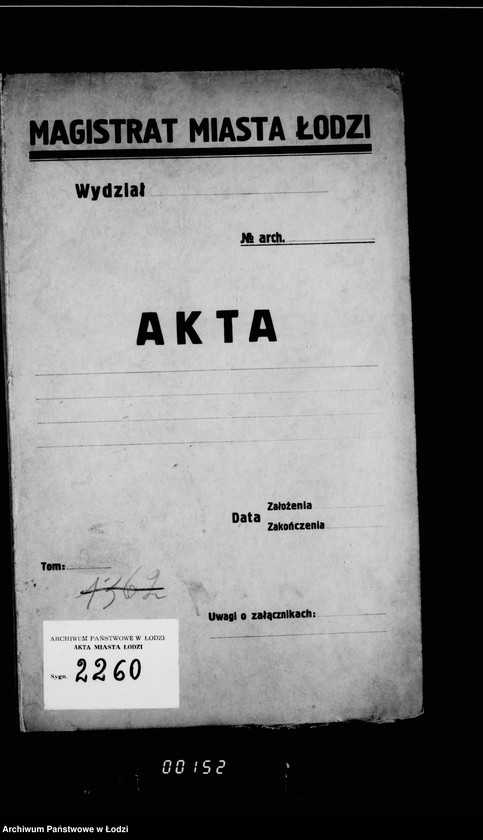 MAGISTRAT MIASTA ŁODZI
Wydział
№ arch.
AKTA
Data
Założenia
Zakończenia
Tom:
1362
Uwagi o załącznikach:
ARCHIWUM PAŃSTWOWE W ŁODZI
AKTA MIASTA ŁODZI
Sygn. 2260
00152
Archiwum Państwowe w Łodzi